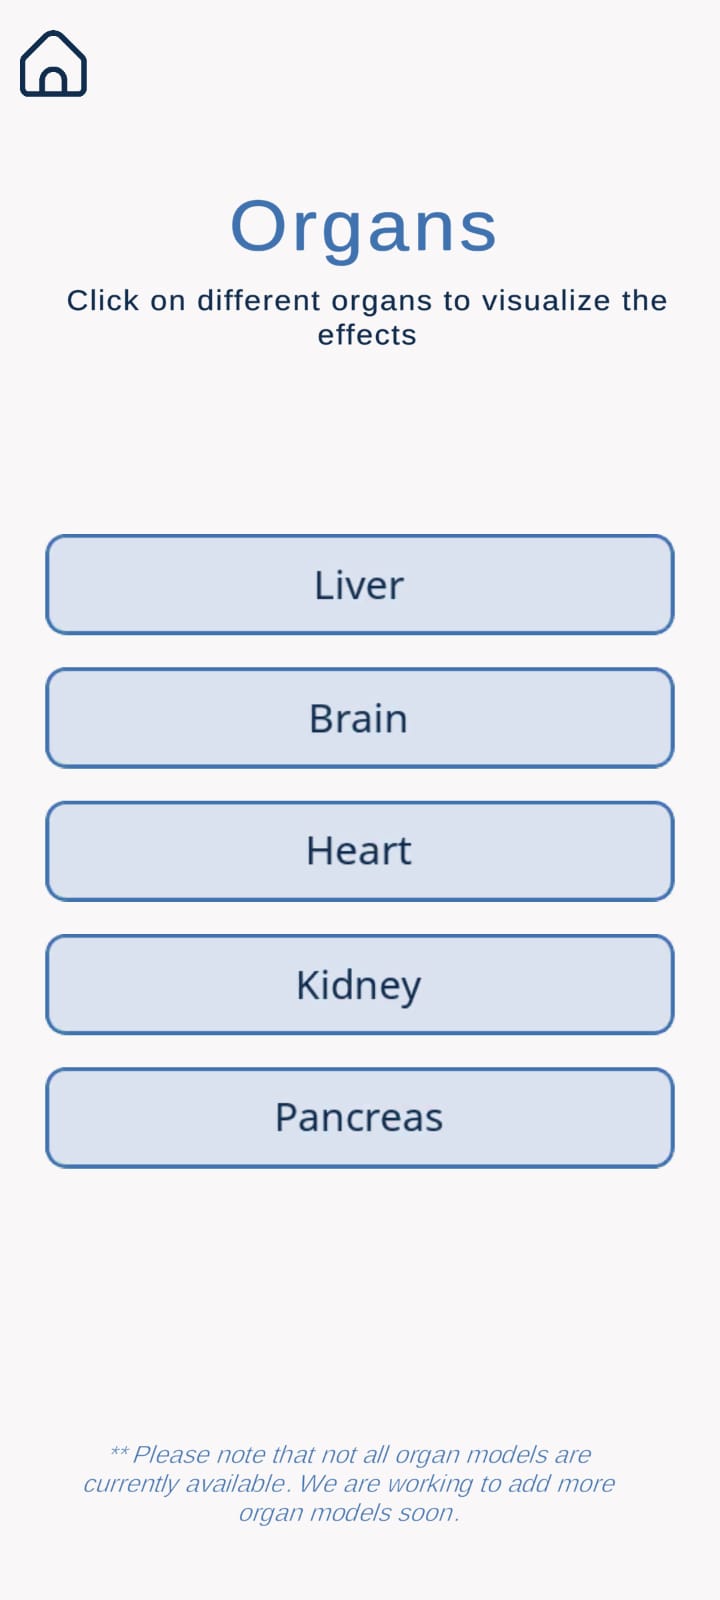 Organs
Click on different organs to visualize the
effects
Liver
Brain
Heart
Kidney
Pancreas
** Please note that not all organ models are
currently available. We are working to add more
organ models soon.